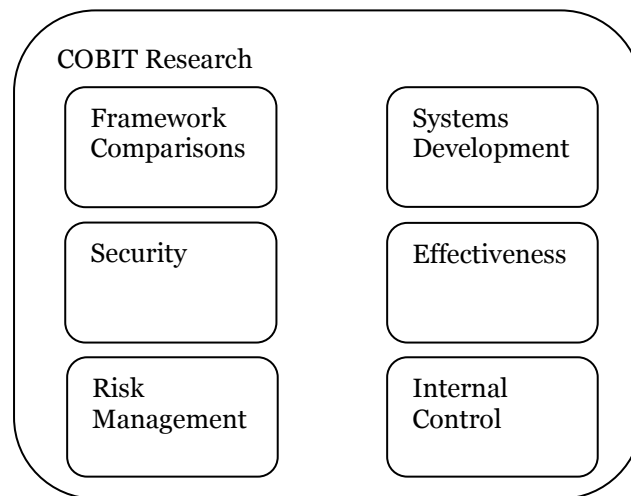 COBIT Research
Framework
Comparisons
Systems
Development
Security
Effectiveness
Risk
Management
Internal
Control